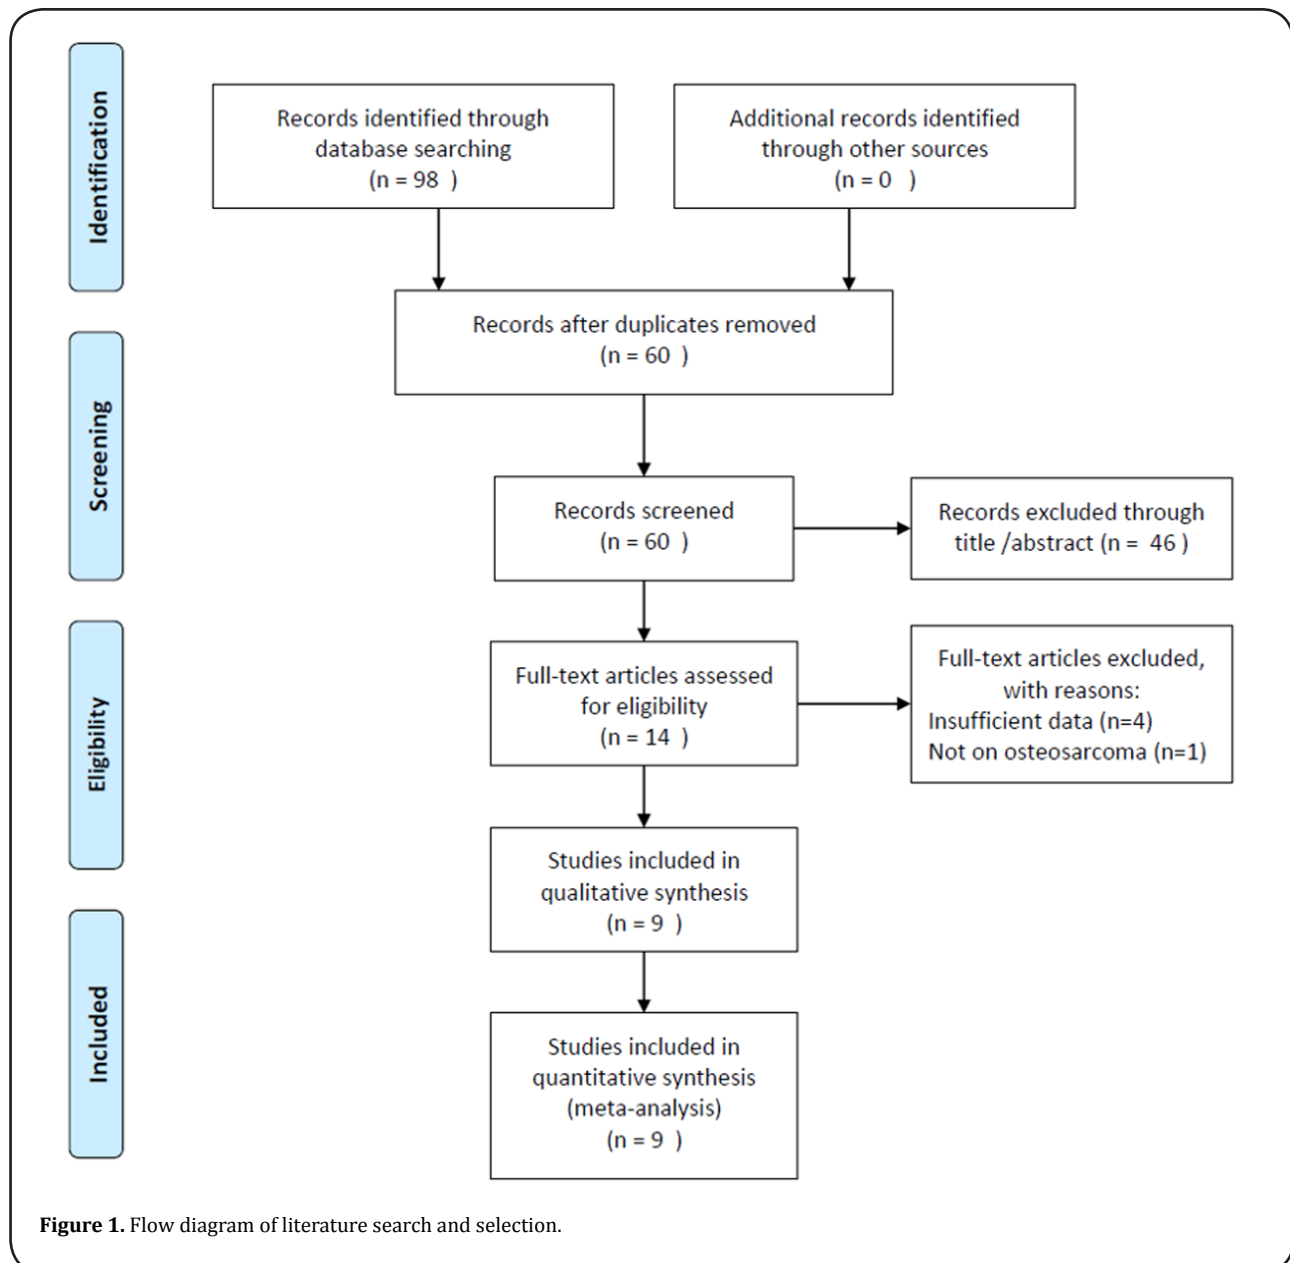 Identification
Records identified through
database searching
(n = 98  )
Additional records identified
through other sources
(n = 0   )
Records after duplicates removed
(n = 60  )
Screening
Records screened
(n = 60  )
Records excluded through
title /abstract (n =  46 )
Eligibility
Full-text articles assessed
for eligibility
(n = 14  )
Full-text articles excluded,
with reasons:
Insufficient data (n=4)
Not on osteosarcoma (n=1)
Studies included in
qualitative synthesis
(n = 9  )
Included
Studies included in
quantitative synthesis
(meta-analysis)
(n = 9  )
Figure 1. Flow diagram of literature search and selection.